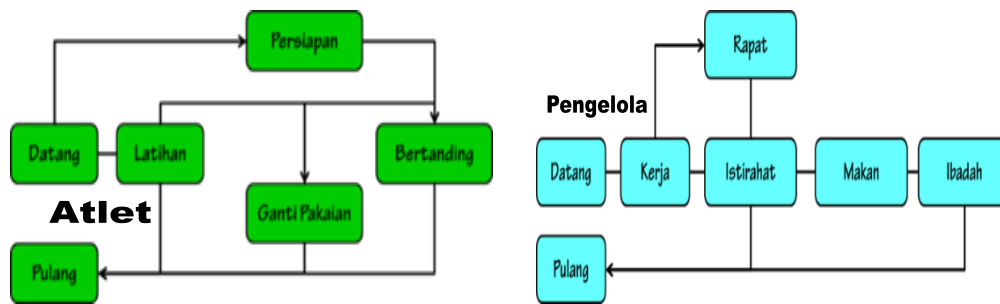 Persiapan
Datang
Latihan
Bertanding
Atlet
Ganti Pakaian
Pulang
Rapat
Pengelola
Datang
Kerja
Istirahat
Makan
Ibadah
Pulang